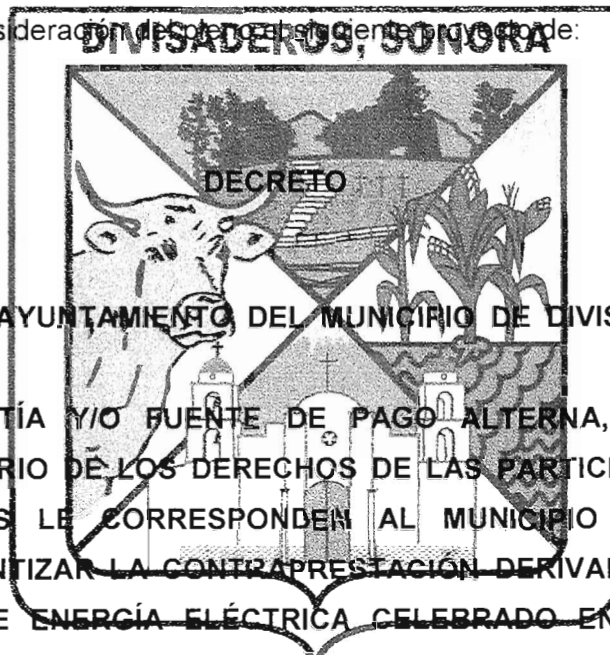 sideración del pleno el siguiente proyecto de:
DIVISADEROS, SONORA
DECRETO
AYUNTAMIENTO DEL MUNICIPIO DE DIVIS
TÍA Y/O FUENTE DE PAGO ALTERNA,
RIO DE LOS DERECHOS DE LAS PARTICI
S LE CORRESPONDEN AL MUNICIPIO
NTIZAR LA CONTRAPRESTACIÓN DERIVAD
E ENERGÍA ELÉCTRICA CELEBRADO EN